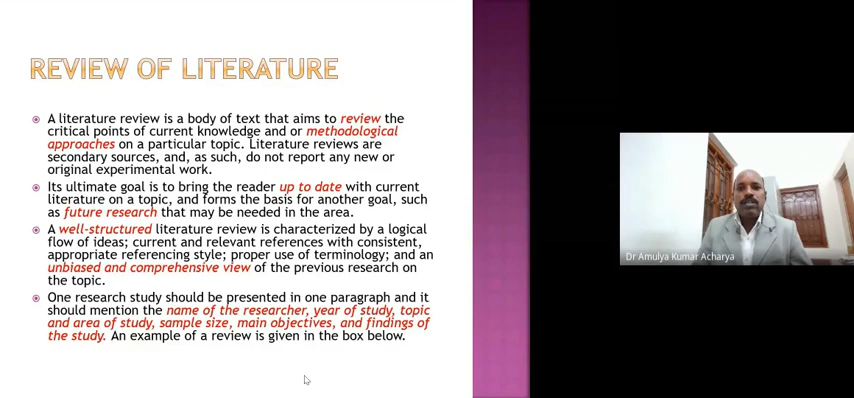 REVIEW OF LITERATURE
A literature review is a body of text that aims to review the
critical points of current knowledge and or methodological
approaches on a particular topic. Literature reviews are
secondary sources, and, as such, do not report any new or
original experimental work.
Its ultimate goal is to bring the reader up to date with current
literature on a topic, and forms the basis for another goal, such
as future research that may be needed in the area.
A well-structured literature review is characterized by a logical
flow of ideas; current and relevant references with consistent,
appropriate referencing style; proper use of terminology; and an
unbiased and comprehensive view of the previous research on
the topic.
One research study should be presented in one paragraph and it
should mention the name of the researcher, year of study, topic
and area of study, sample size, main objectives, and findings of
the study. An example of a review is given in the box below.
Dr Amulya Kumar Acharya